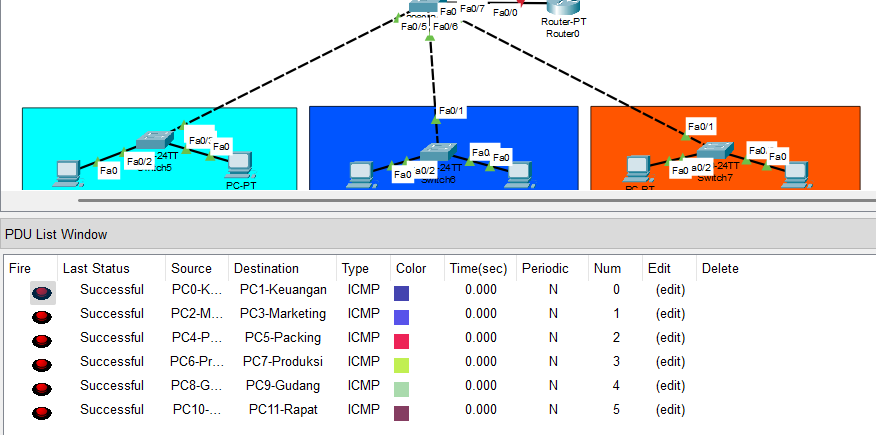 Fa0 Fa0/7 Fa0/0
Fa0/5 Fa0/6
Router-PT
Router0
Fa0/1 Fa0/1
Fa0 Fa0/2 -24TT Fa0
Switch5
PC-PT
Fa0 a0/2 -24TT Fa0 Fa0
Switch6
PC-PT Fa0 a0/2 -24TT Fa0 Fa0
Switch7
PDU List Window
Fire Last Status Source Destination Type Color Time(sec) Periodic Num Edit Delete
Successful PC0-K... PC1-Keuangan ICMP 0.000 N 0 (edit)
Successful PC2-M... PC3-Marketing ICMP 0.000 N 1 (edit)
Successful PC4-P... PC5-Packing ICMP 0.000 N 2 (edit)
Successful PC6-Pr... PC7-Produksi ICMP 0.000 N 3 (edit)
Successful PC8-G... PC9-Gudang ICMP 0.000 N 4 (edit)
Successful PC10-... PC11-Rapat ICMP 0.000 N 5 (edit)